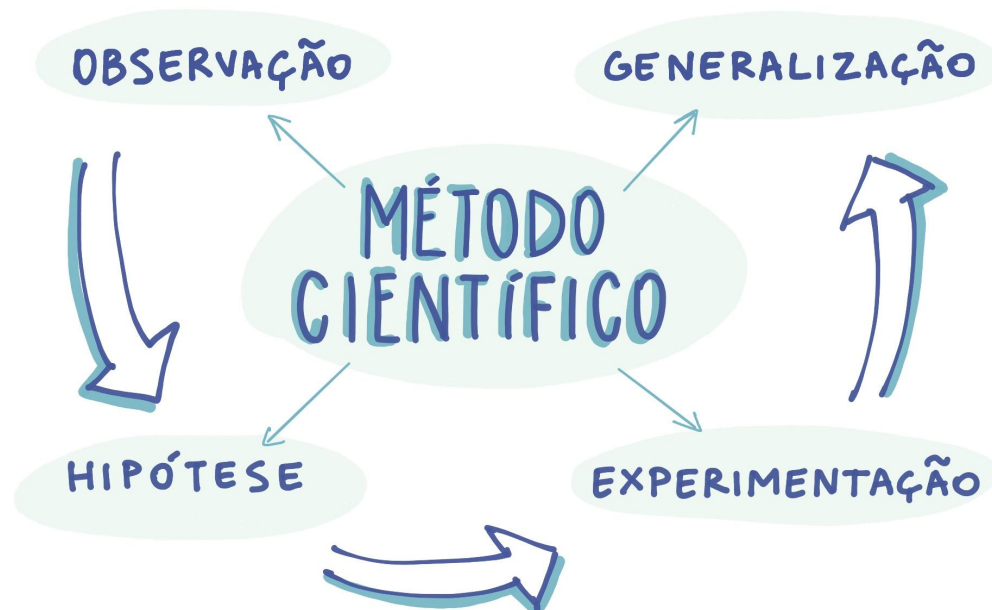 OBSERVAÇÃO
GENERALIZAÇÃO
MÉTODO
CIENTÍFICO
HIPÓTESE
EXPERIMENTAÇÃO